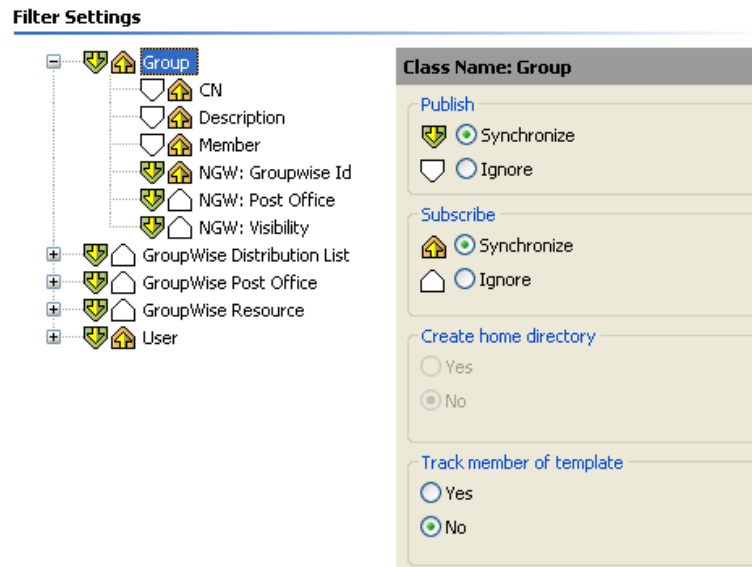 Filter Settings
Group
CN
Description
Member
NGW: Groupwise Id
NGW: Post Office
NGW: Visibility
GroupWise Distribution List
GroupWise Post Office
GroupWise Resource
User
Class Name: Group
Publish
Synchronize
Ignore
Subscribe
Synchronize
Ignore
Create home directory
Yes
No
Track member of template
Yes
No